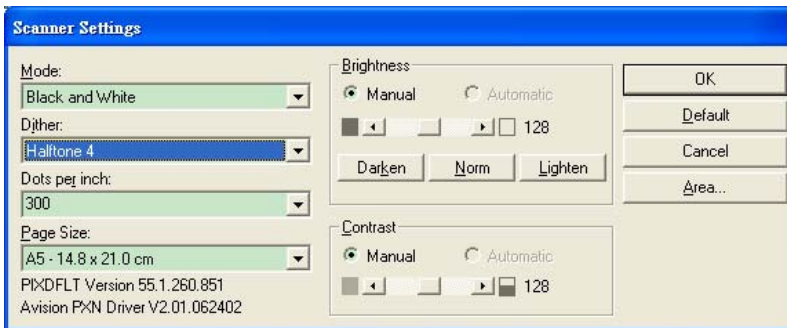 Scanner Settings
Mode:
Black and White
Dither:
Halftone 4
Dots per inch:
300
Page Size:
A5 - 14.8 x 21.0 cm
PIXDFLT Version 55.1.260.851
Avision PXN Driver V2.01.062402
Brightness
Manual
Automatic
128
Darken
Norm
Lighten
Contrast
Manual
Automatic
128
OK
Default
Cancel
Area...